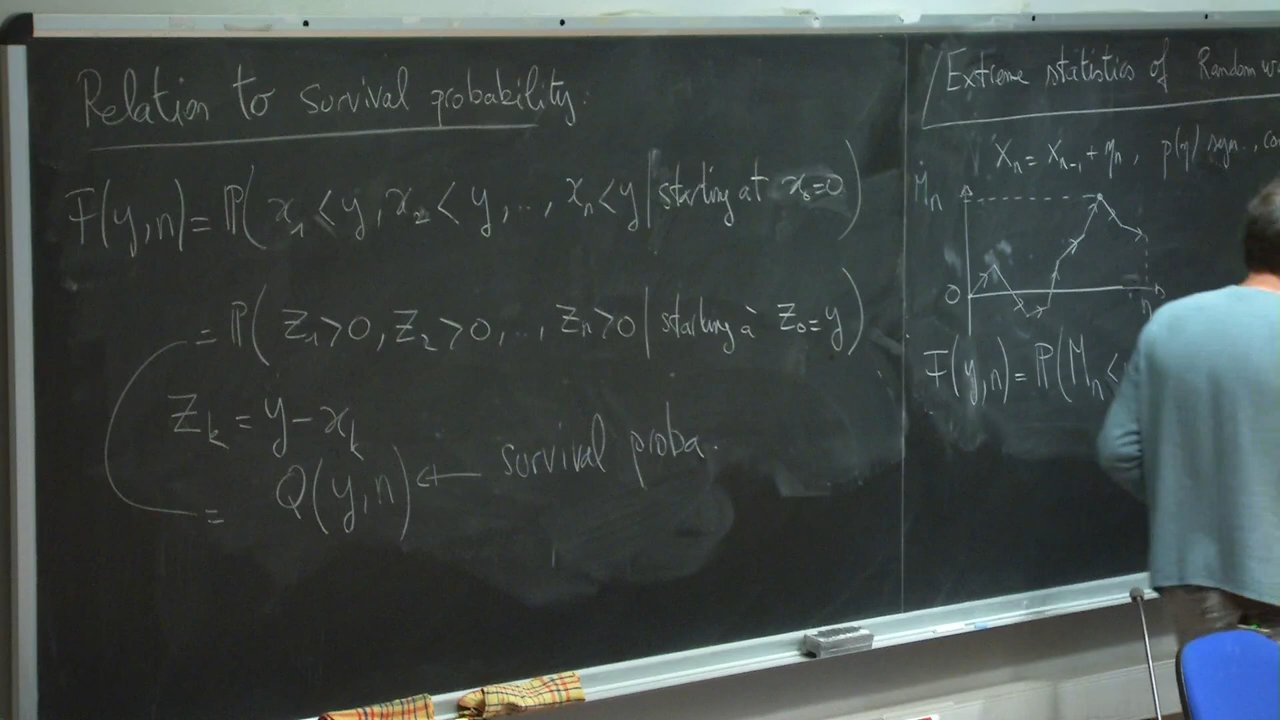 Relation to survival probability:
F(y,n) = ℙ( x₁ < y, x₂ < y, .., xₙ < y | starting at x₀=0 )
= ℙ( Z₁>0, Z₂>0, .., Zₙ>0 | starting à Z₀=y )
Zₖ = y − xₖ
= Q(y,n) ← survival proba.
Extreme statistics of Random
Xₙ = Xₙ₋₁ + ηₙ, p(η) sym.,
Mₙ
0
n
F(y,n) = ℙ( Mₙ <